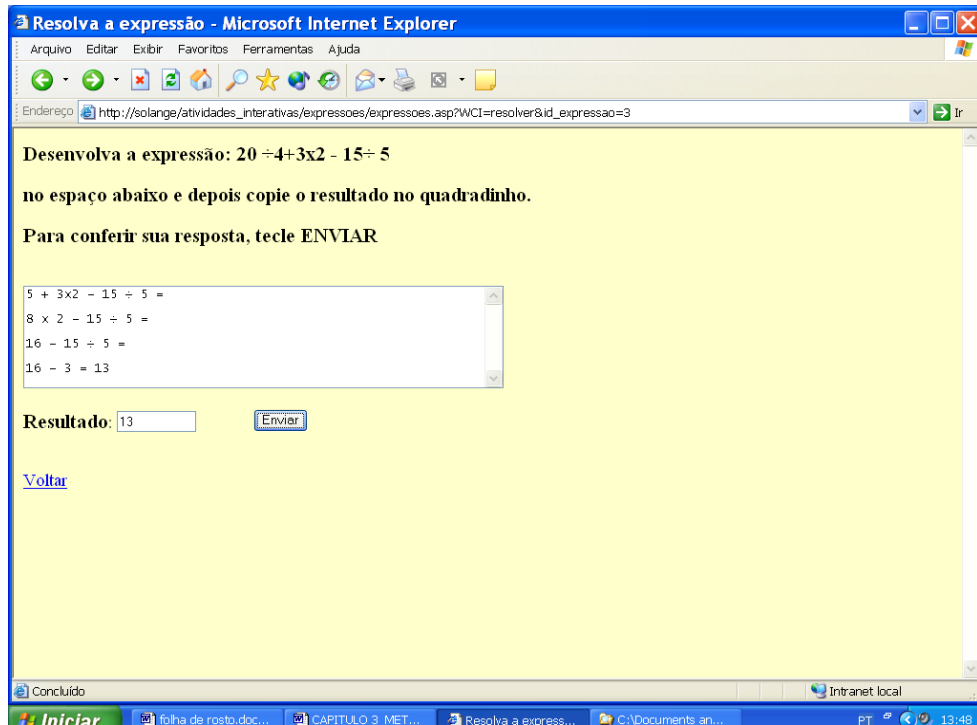 Resolva a expressão - Microsoft Internet Explorer
Arquivo Editar Exibir Favoritos Ferramentas Ajuda
Endereço http://solange/atividades_interativas/expressoes/expressoes.asp?WCI=resolver&id_expressao=3 Ir
Desenvolva a expressão: 20 ÷4+3x2 - 15÷ 5
no espaço abaixo e depois copie o resultado no quadradinho.
Para conferir sua resposta, tecle ENVIAR
5 + 3x2 - 15 ÷ 5 =
8 x 2 - 15 ÷ 5 =
16 - 15 ÷ 5 =
16 - 3 = 13
Resultado: 13 Enviar
Voltar
Concluído Intranet local
Iniciar folha de rosto.doc... CAPITULO 3 MET... Resolva a express... C:\Documents an... PT 13:48